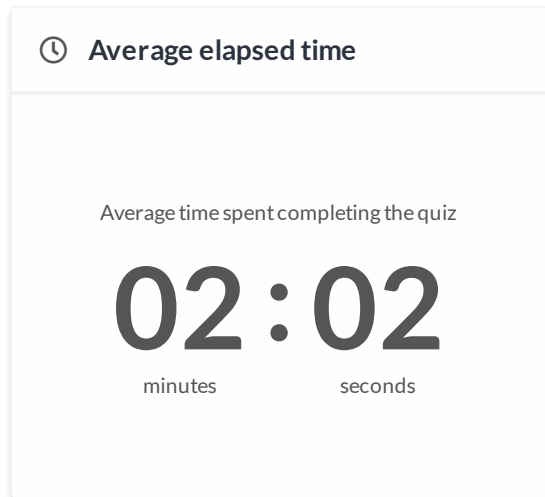 Average elapsed time
Average time spent completing the quiz
02 : 02
minutes seconds